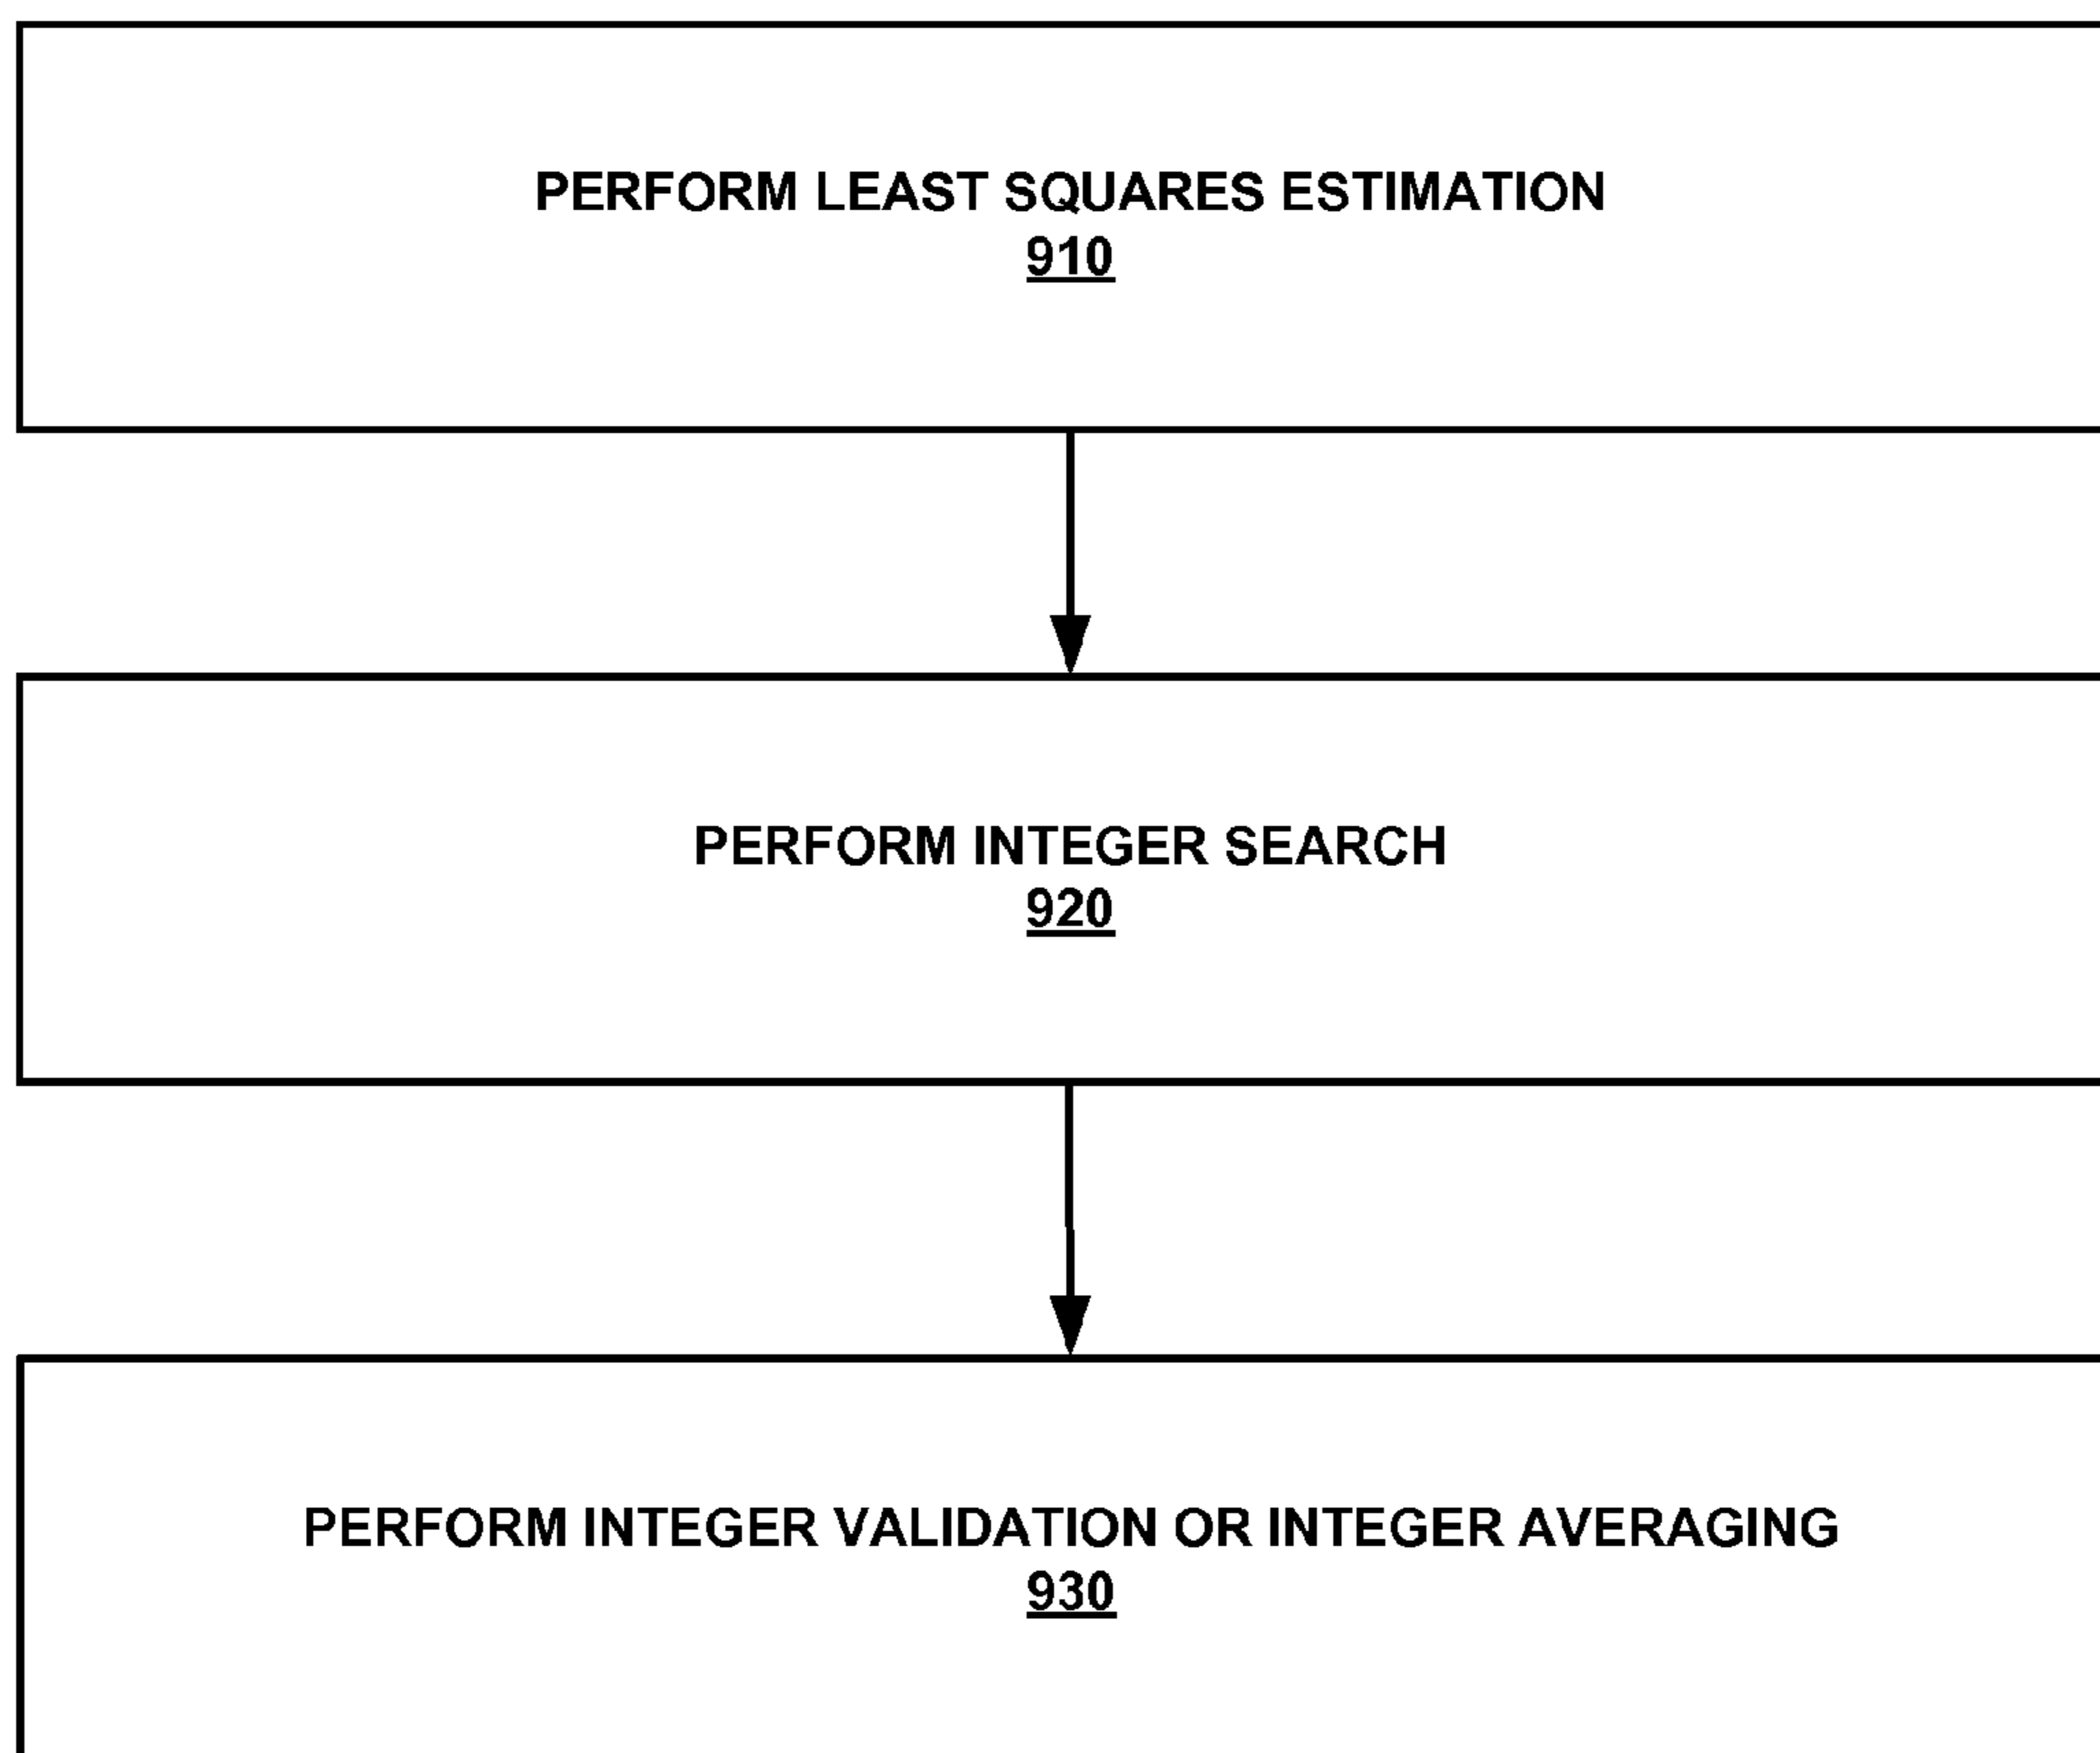 PERFORM LEAST SQUARES ESTIMATION
910
PERFORM INTEGER SEARCH
920
PERFORM INTEGER VALIDATION OR INTEGER AVERAGING
930